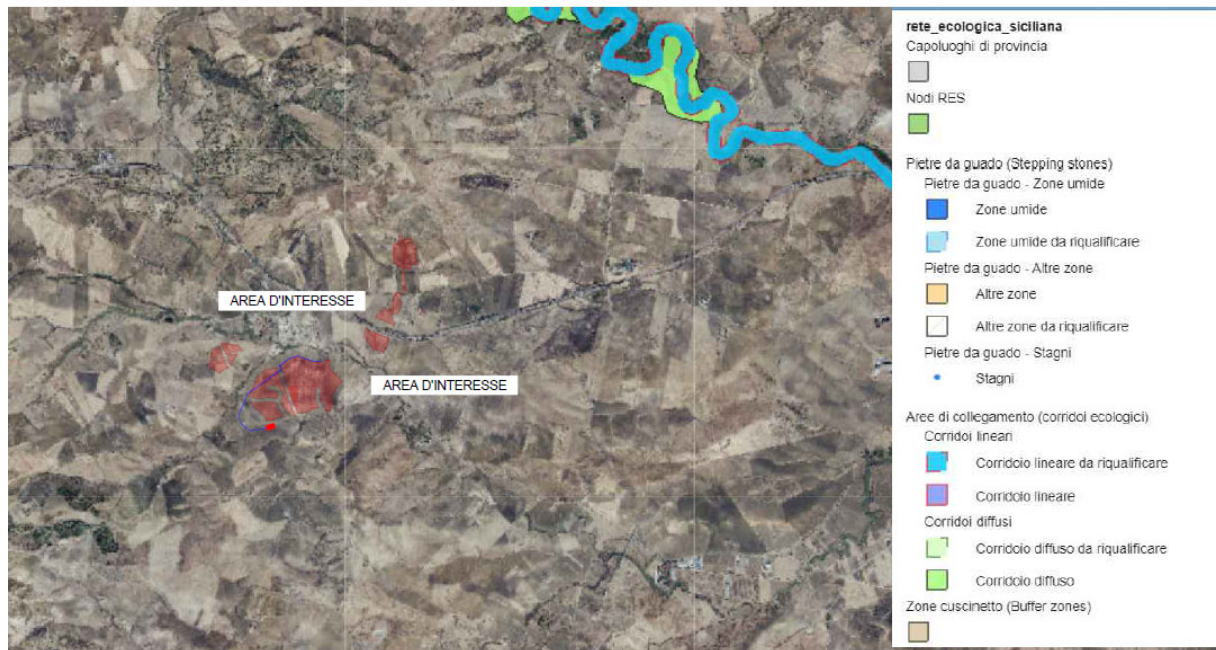 AREA D'INTERESSE
AREA D'INTERESSE
rete_ecologica_siciliana
Capoluoghi di provincia
Nodi RES
Pietre da guado (Stepping stones)
Pietre da guado - Zone umide
Zone umide
Zone umide da riqualificare
Pietre da guado - Altre zone
Altre zone
Altre zone da riqualificare
Pietre da guado - Stagni
Stagni
Aree di collegamento (corridoi ecologici)
Corridoi lineari
Corridoio lineare da riqualificare
Corridoio lineare
Corridoi diffusi
Corridoio diffuso da riqualificare
Corridoio diffuso
Zone cuscinetto (Buffer zones)